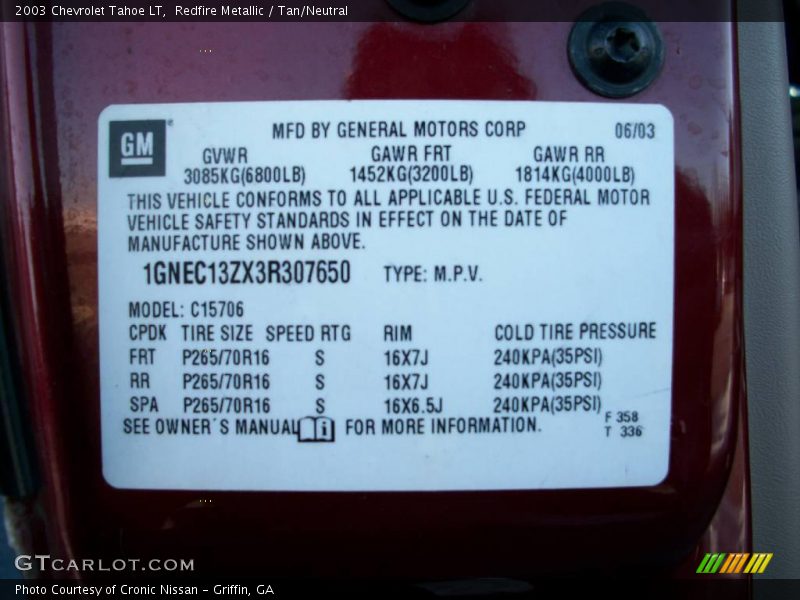 2003 Chevrolet Tahoe LT, Redfire Metallic / Tan/Neutral
GM
MFD BY GENERAL MOTORS CORP 06/03
GVWR GAWR FRT GAWR RR
3085KG(6800LB) 1452KG(3200LB) 1814KG(4000LB)
THIS VEHICLE CONFORMS TO ALL APPLICABLE U.S. FEDERAL MOTOR
VEHICLE SAFETY STANDARDS IN EFFECT ON THE DATE OF
MANUFACTURE SHOWN ABOVE.
1GNEC13ZX3R307650 TYPE: M.P.V.
MODEL: C15706
CPDK TIRE SIZE SPEED RTG RIM COLD TIRE PRESSURE
FRT P265/70R16 S 16X7J 240KPA(35PSI)
RR P265/70R16 S 16X7J 240KPA(35PSI)
SPA P265/70R16 S 16X6.5J 240KPA(35PSI)
SEE OWNER'S MANUAL i FOR MORE INFORMATION.
F 358
T 336
GTCARLOT.COM
Photo Courtesy of Cronic Nissan - Griffin, GA